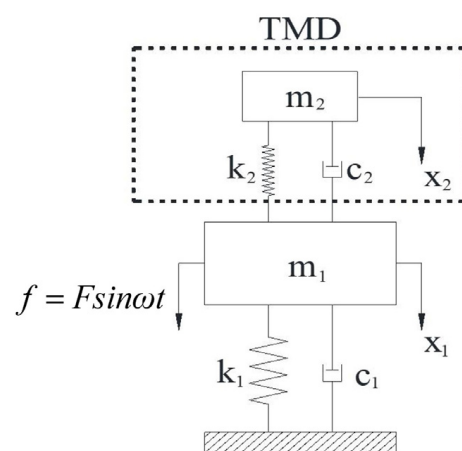 TMD
m₂
k₂
c₂
x₂
m₁
f = Fsinωt
x₁
k₁
c₁